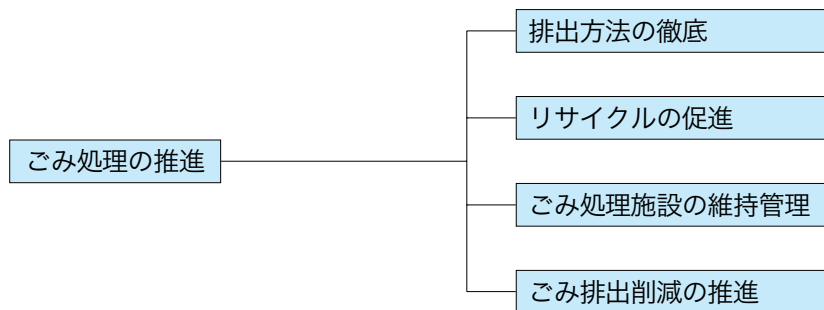 排出方法の徹底
リサイクルの促進
ごみ処理の推進
ごみ処理施設の維持管理
ごみ排出削減の推進